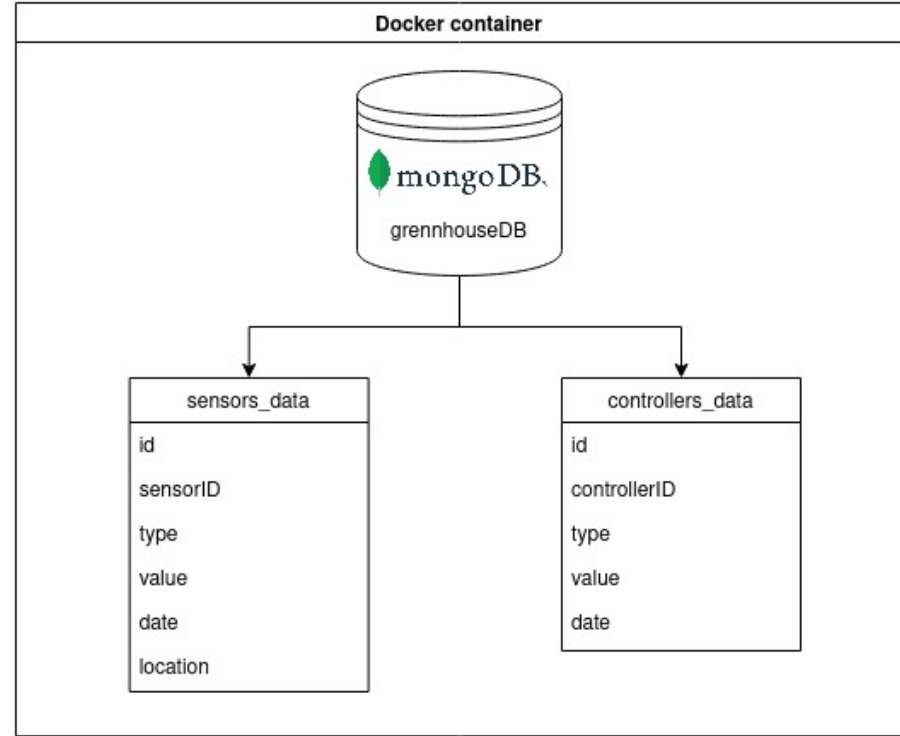 Docker container
mongoDB
grennhouseDB
sensors_data
id
sensorID
type
value
date
location
controllers_data
id
controllerID
type
value
date